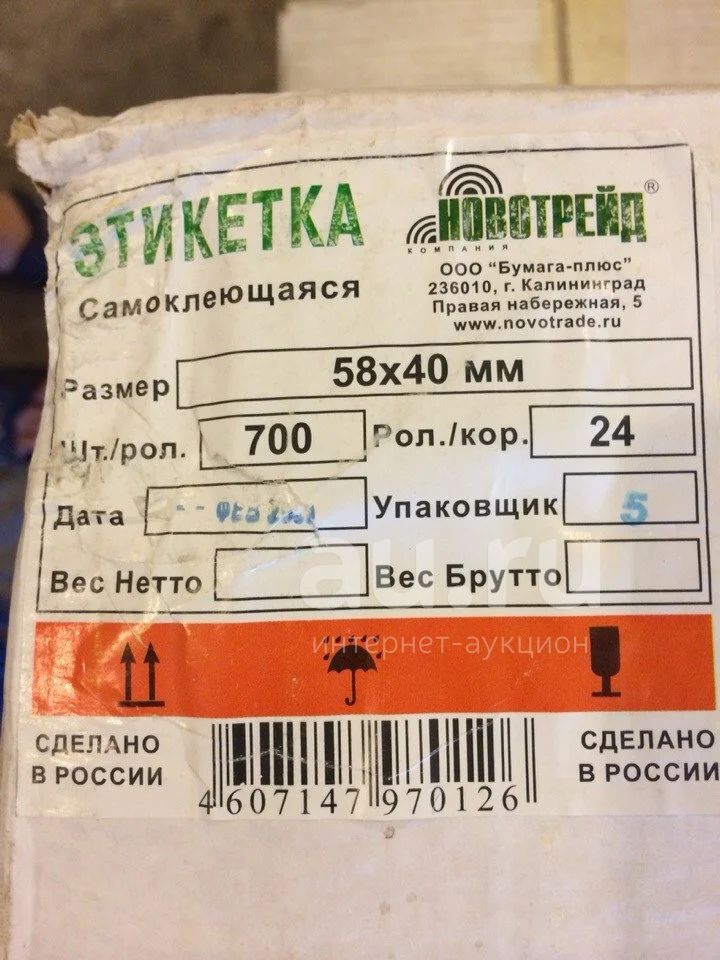 ЭТИКЕТКА
Самоклеющаяся
НОВОТРЕЙД®
КОМПАНИЯ
ООО "Бумага-плюс"
236010, г. Калининград
Правая набережная, 5
www.novotrade.ru
Размер 58х40 мм
Шт./рол. 700 Рол./кор. 24
Дата -- ФЕВ Упаковщик 5
Вес Нетто Вес Брутто
au.ru
интернет-аукцион
СДЕЛАНО
В РОССИИ
4 607147 970126
СДЕЛАНО
В РОССИИ